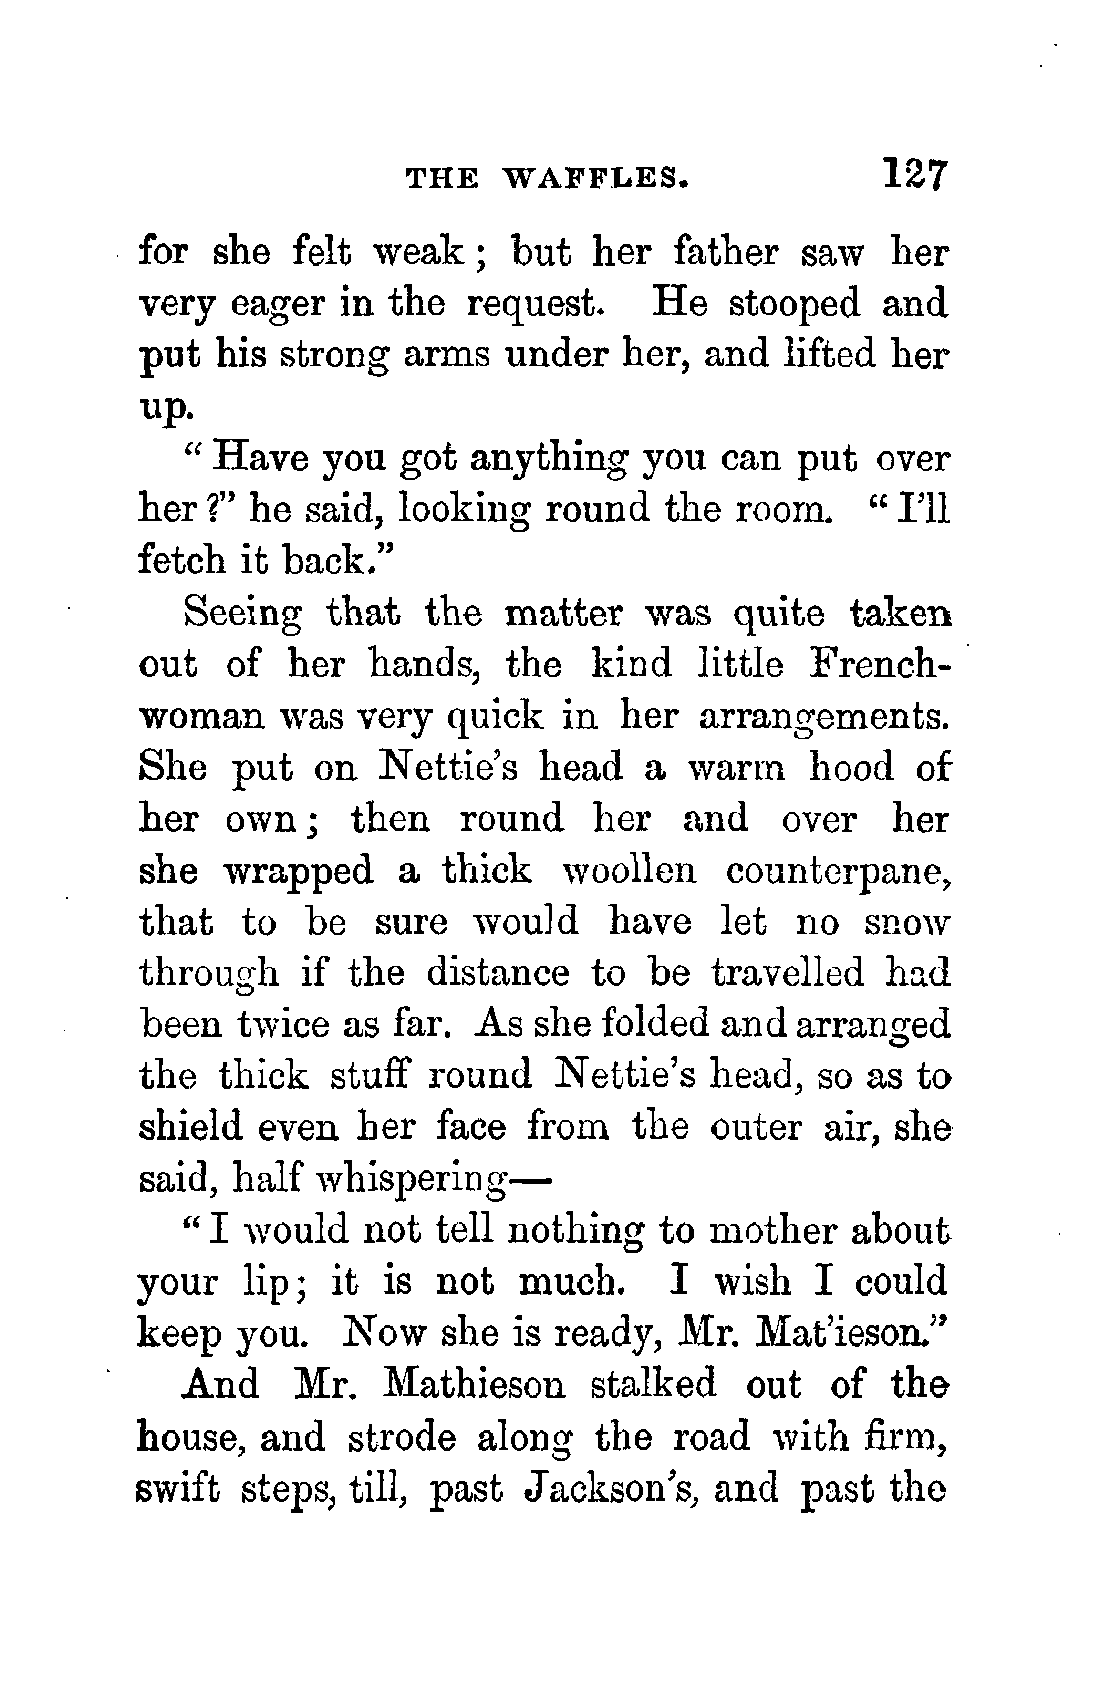 THE WAFFLES. 127
for she felt weak ; but her father saw her
very eager in the request. He stooped and
put his strong arms under her, and lifted her
up.
“ Have you got anything you can put over
her ?” he said, looking round the room. “ I’ll
fetch it back.”
Seeing that the matter was quite taken
out of her hands, the kind little French-
woman was very quick in her arrangements.
She put on Nettie’s head a warm hood of
her own ; then round her and over her
she wrapped a thick woollen counterpane,
that to be sure would have let no snow
through if the distance to be travelled had
been twice as far. As she folded and arranged
the thick stuff round Nettie’s head, so as to
shield even her face from the outer air, she
said, half whispering—
“ I would not tell nothing to mother about
your lip; it is not much. I wish I could
keep you. Now she is ready, Mr. Mat’ieson.”
And Mr. Mathieson stalked out of the
house, and strode along the road with firm,
swift steps, till, past Jackson’s, and past the